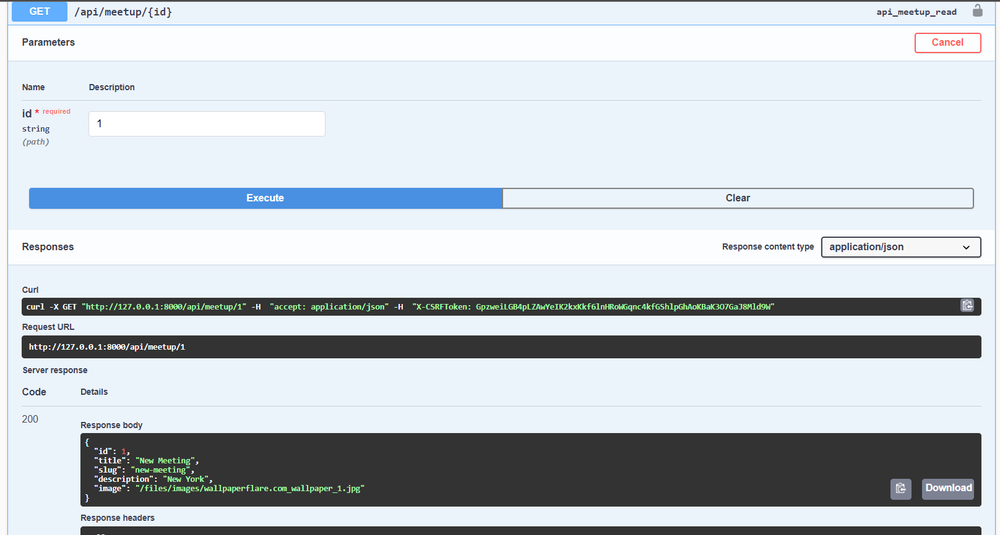 GET /api/meetup/{id} api_meetup_read
Parameters Cancel
Name Description
id * required 1
string
(path)
Execute Clear
Responses Response content type application/json
Curl
curl -X GET "http://127.0.0.1:8000/api/meetup/1" -H  "accept: application/json" -H  "X-CSRFToken: GpzweiLGB4pLZAwYeIK2kxKkf6lnHRoWGqnc4kfGShlpGhAoKBaK3O7GaJ8Mld9W"
Request URL
http://127.0.0.1:8000/api/meetup/1
Server response
Code Details
200
Response body
{
  "id": 1,
  "title": "New Meeting",
  "slug": "new-meeting",
  "description": "New York",
  "image": "/files/images/wallpaperflare.com_wallpaper_1.jpg"
}
Download
Response headers